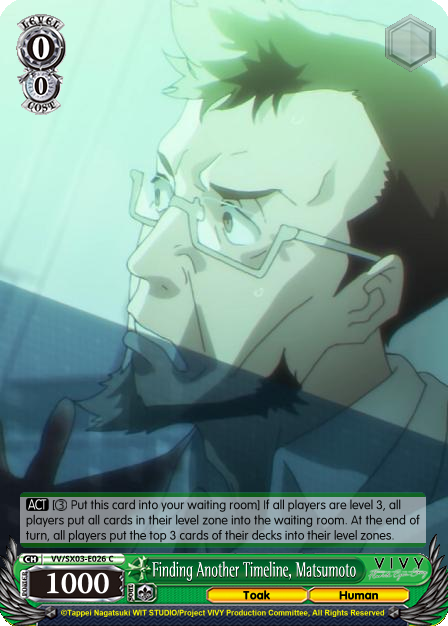 LEVEL
0
0
COST
ACT [③ Put this card into your waiting room] If all players are level 3, all
players put all cards in their level zone into the waiting room. At the end of
turn, all players put the top 3 cards of their decks into their level zones.
CH VV/SX03-E026 C
POWER 1000 SOUL Finding Another Timeline, Matsumoto VIVY
Toak Human
©Tappei Nagatsuki WIT STUDIO/Project VIVY Production Committee, All Rights Reserved